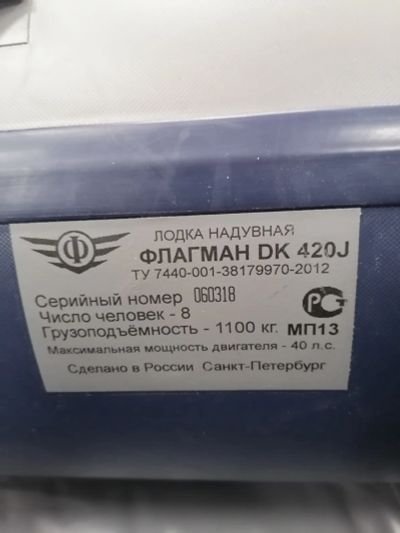 ЛОДКА НАДУВНАЯ
Ф
ФЛАГМАН DK 420J
ТУ 7440-001-38179970-2012
Серийный номер 060318
Число человек - 8
Грузоподъёмность - 1100 кг.
МП13
Максимальная мощность двигателя - 40 л.с.
Сделано в России Санкт-Петербург